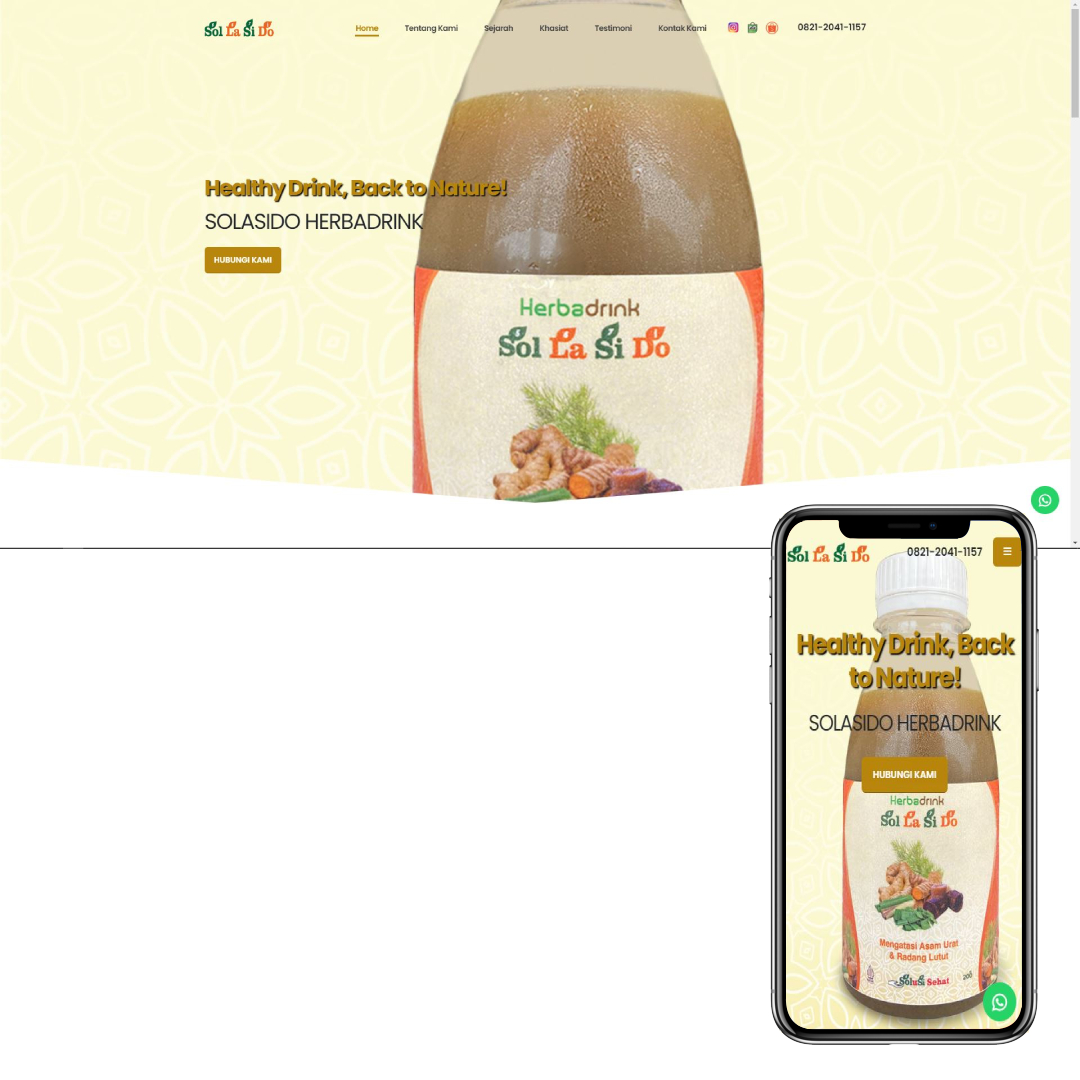 Sol La Si Do
Home Tentang Kami Sejarah Khasiat Testimoni Kontak Kami 0821-2041-1157
Healthy Drink, Back to Nature!
SOLASIDO HERBADRINK
HUBUNGI KAMI
Herbadrink
Sol La Si Do
Sol La Si Do
0821-2041-1157
Healthy Drink, Back
to Nature!
SOLASIDO HERBADRINK
HUBUNGI KAMI
Herbadrink
Sol La Si Do
Mengatasi Asam Urat
& Radang Lutut
Solusi Sehat